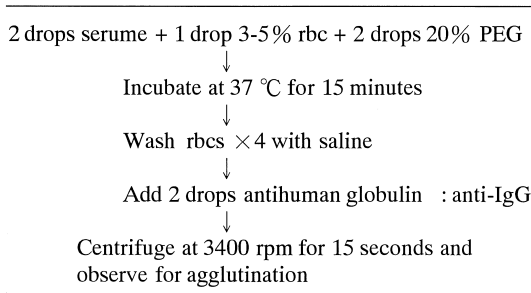 2 drops serume + 1 drop 3-5% rbc + 2 drops 20% PEG
↓
Incubate at 37 ℃ for 15 minutes
↓
Wash rbcs ×4 with saline
↓
Add 2 drops antihuman globulin : anti-IgG
↓
Centrifuge at 3400 rpm for 15 seconds and
observe for agglutination